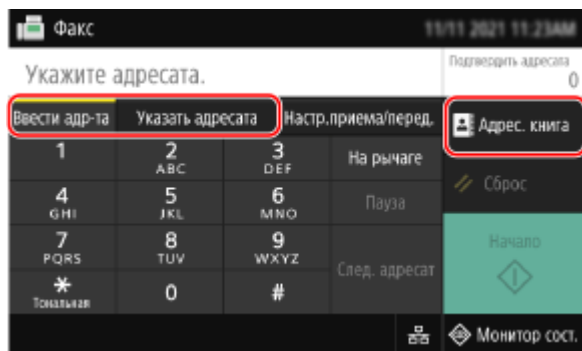 Факс
11/11 2021 11:23AM
Укажите адресата.
Подтвердить адресата
0
Ввести адр-та
Указать адресата
Настр.приема/перед.
Адрес. книга
1
2
ABC
3
DEF
На рычаге
4
GHI
5
JKL
6
MNO
Пауза
Сброс
7
PQRS
8
TUV
9
WXYZ
След. адресат
Начало
*
Тональная
0
#
Монитор сост.